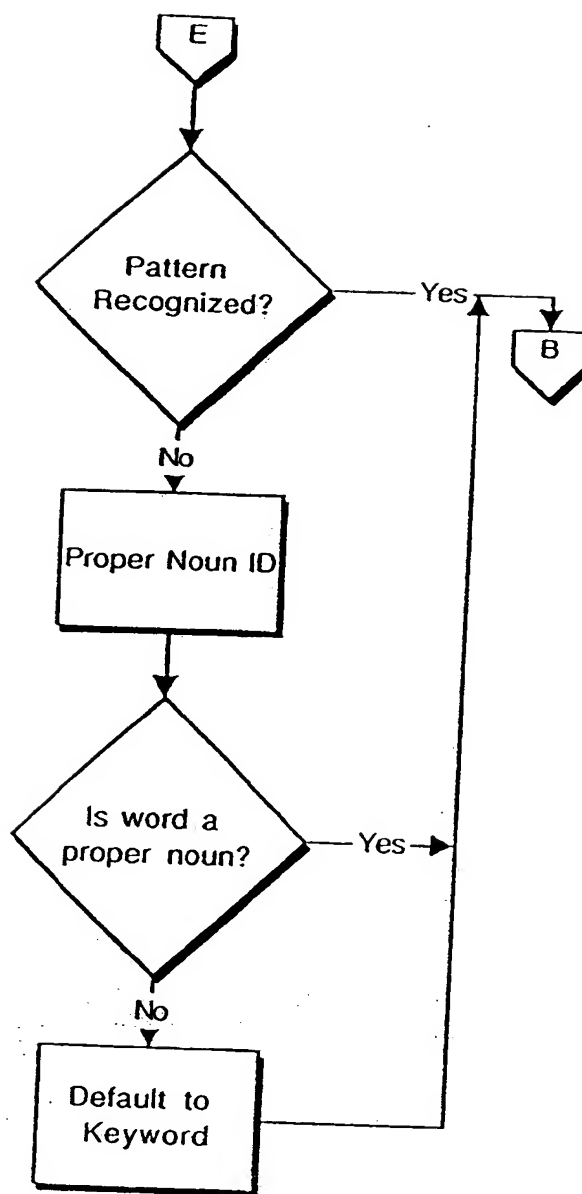 E
Pattern
Recognized?
Yes
B
No
Proper Noun ID
Is word a
proper noun?
Yes
No
Default to
Keyword